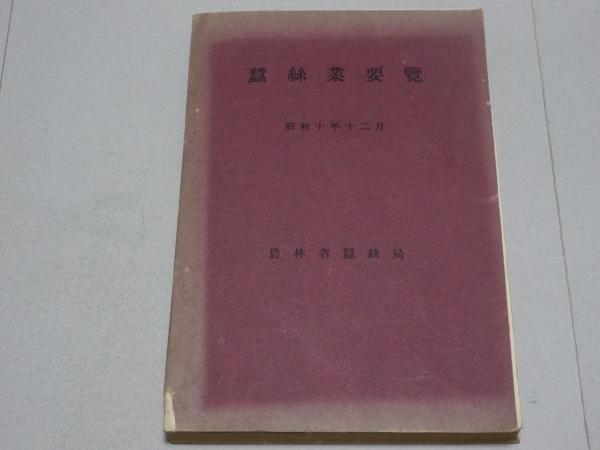 蠶絲業要覽
昭和十年十二月
農林省蠶絲局